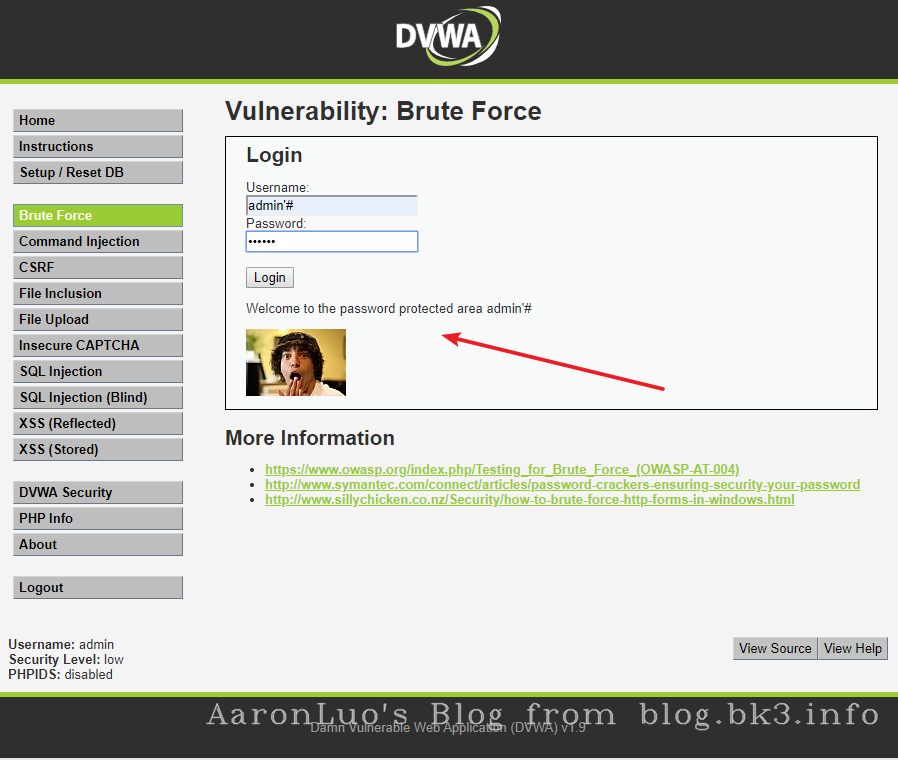 DVWA
Home
Instructions
Setup / Reset DB
Brute Force
Command Injection
CSRF
File Inclusion
File Upload
Insecure CAPTCHA
SQL Injection
SQL Injection (Blind)
XSS (Reflected)
XSS (Stored)
DVWA Security
PHP Info
About
Logout
Vulnerability: Brute Force
Login
Username:
admin'#
Password:
••••••
Login
Welcome to the password protected area admin'#
More Information
https://www.owasp.org/index.php/Testing_for_Brute_Force_(OWASP-AT-004)
http://www.symantec.com/connect/articles/password-crackers-ensuring-security-your-password
http://www.sillychicken.co.nz/Security/how-to-brute-force-http-forms-in-windows.html
Username: admin
Security Level: low
PHPIDS: disabled
View Source
View Help
AaronLuo's Blog from blog.bk3.info
Damn Vulnerable Web Application (DVWA) v1.9